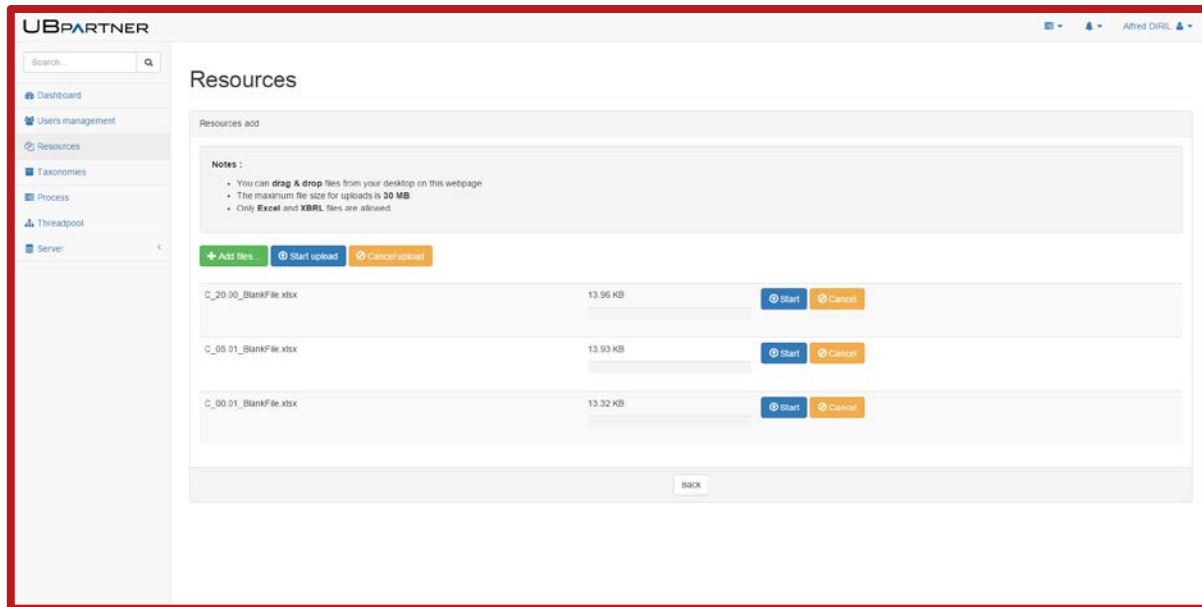 UBPARTNER
Alfred DIRIL
Search...
Dashboard
Users management
Resources
Taxonomies
Process
Threadpool
Server
Resources
Resources add
Notes :
You can drag & drop files from your desktop on this webpage.
The maximum file size for uploads is 30 MB.
Only Excel and XBRL files are allowed.
Add files... Start upload Cancel upload
C_20.00_BlankFile.xlsx 13.96 KB Start Cancel
C_05.01_BlankFile.xlsx 13.93 KB Start Cancel
C_00.01_BlankFile.xlsx 13.32 KB Start Cancel
Back